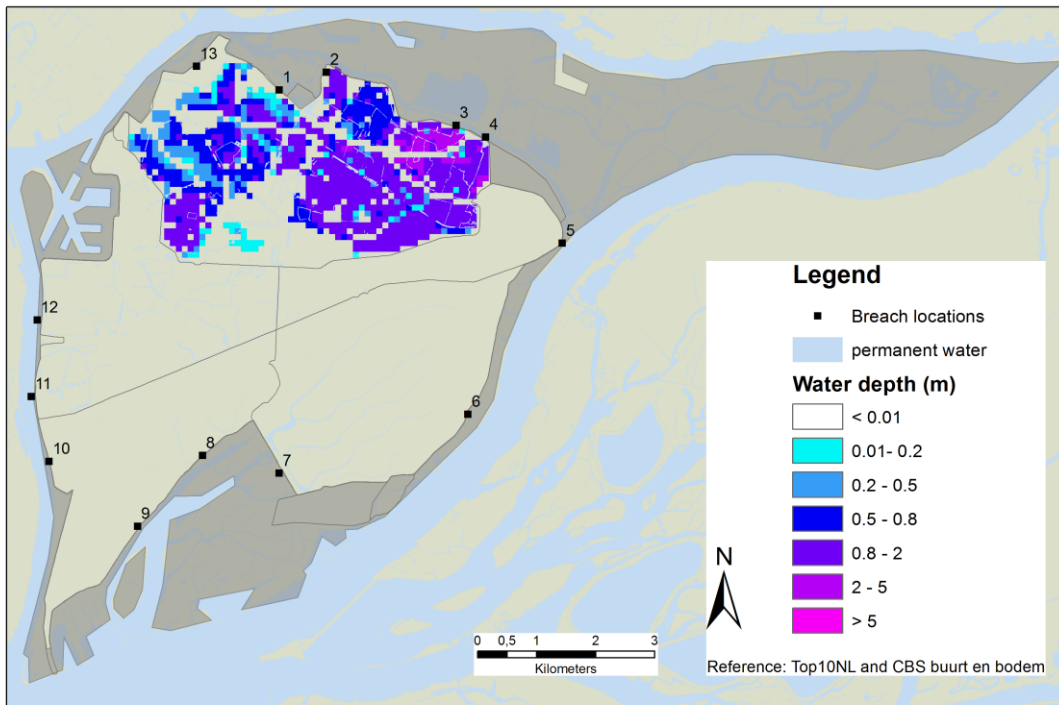 13
1
2
3
4
5
12
11
10
9
8
7
6
Legend
Breach locations
permanent water
Water depth (m)
< 0.01
0.01- 0.2
0.2 - 0.5
0.5 - 0.8
0.8 - 2
2 - 5
> 5
N
0 0,5 1 2 3
Kilometers
Reference: Top10NL and CBS buurt en bodem